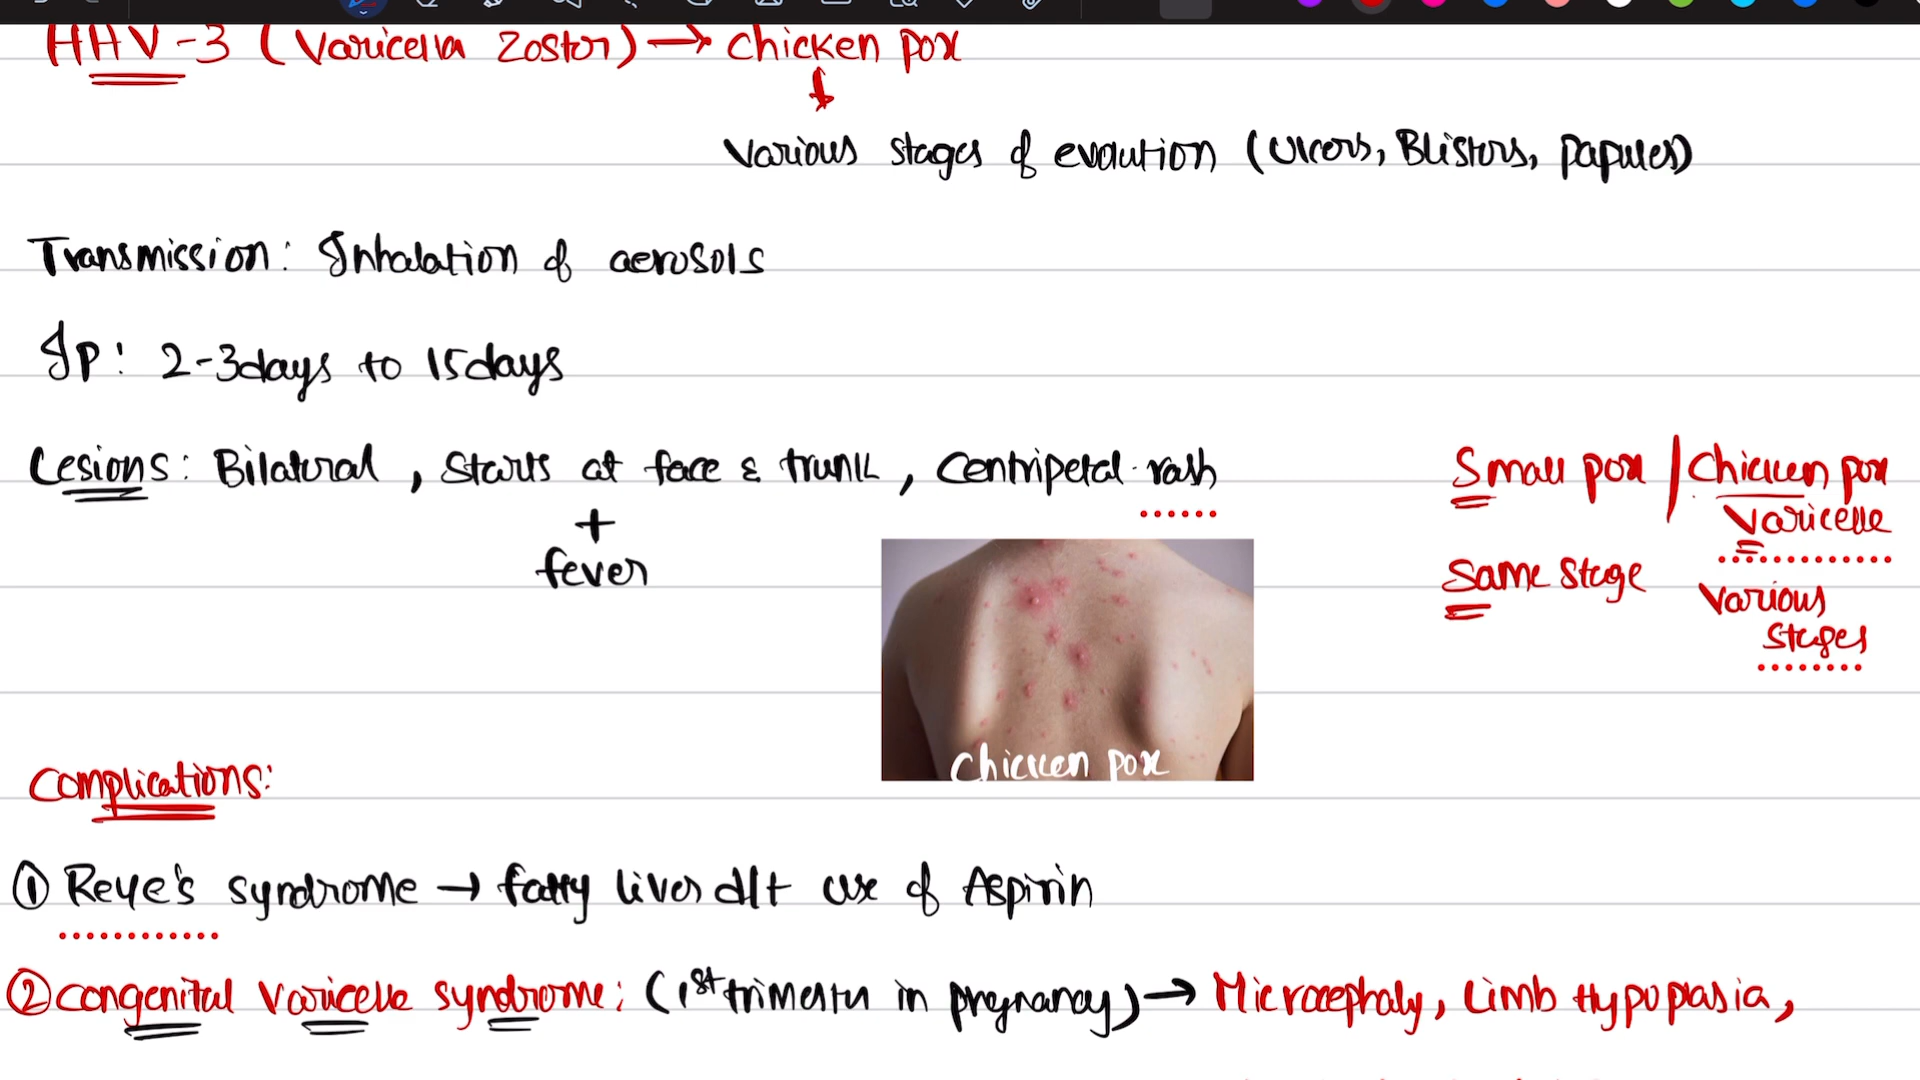 HHV-3 (Varicella Zoster) → Chicken pox
Various stages of evolution (Ulcers, Blisters, Papules)
Transmission: Inhalation of aerosols
IP: 2-3days to 15days
Lesions: Bilateral, Starts at face & trunk, Centripetal rash
+
fever
Small pox / Chicken pox
Varicelle
Same stage
Various
stages
Chicken pox
Complications:
① Reye's syndrome → fatty liver d/t use of Aspirin
② Congenital Varicella syndrome: (1st trimester in pregnancy) → Microcephaly, Limb Hypoplasia,